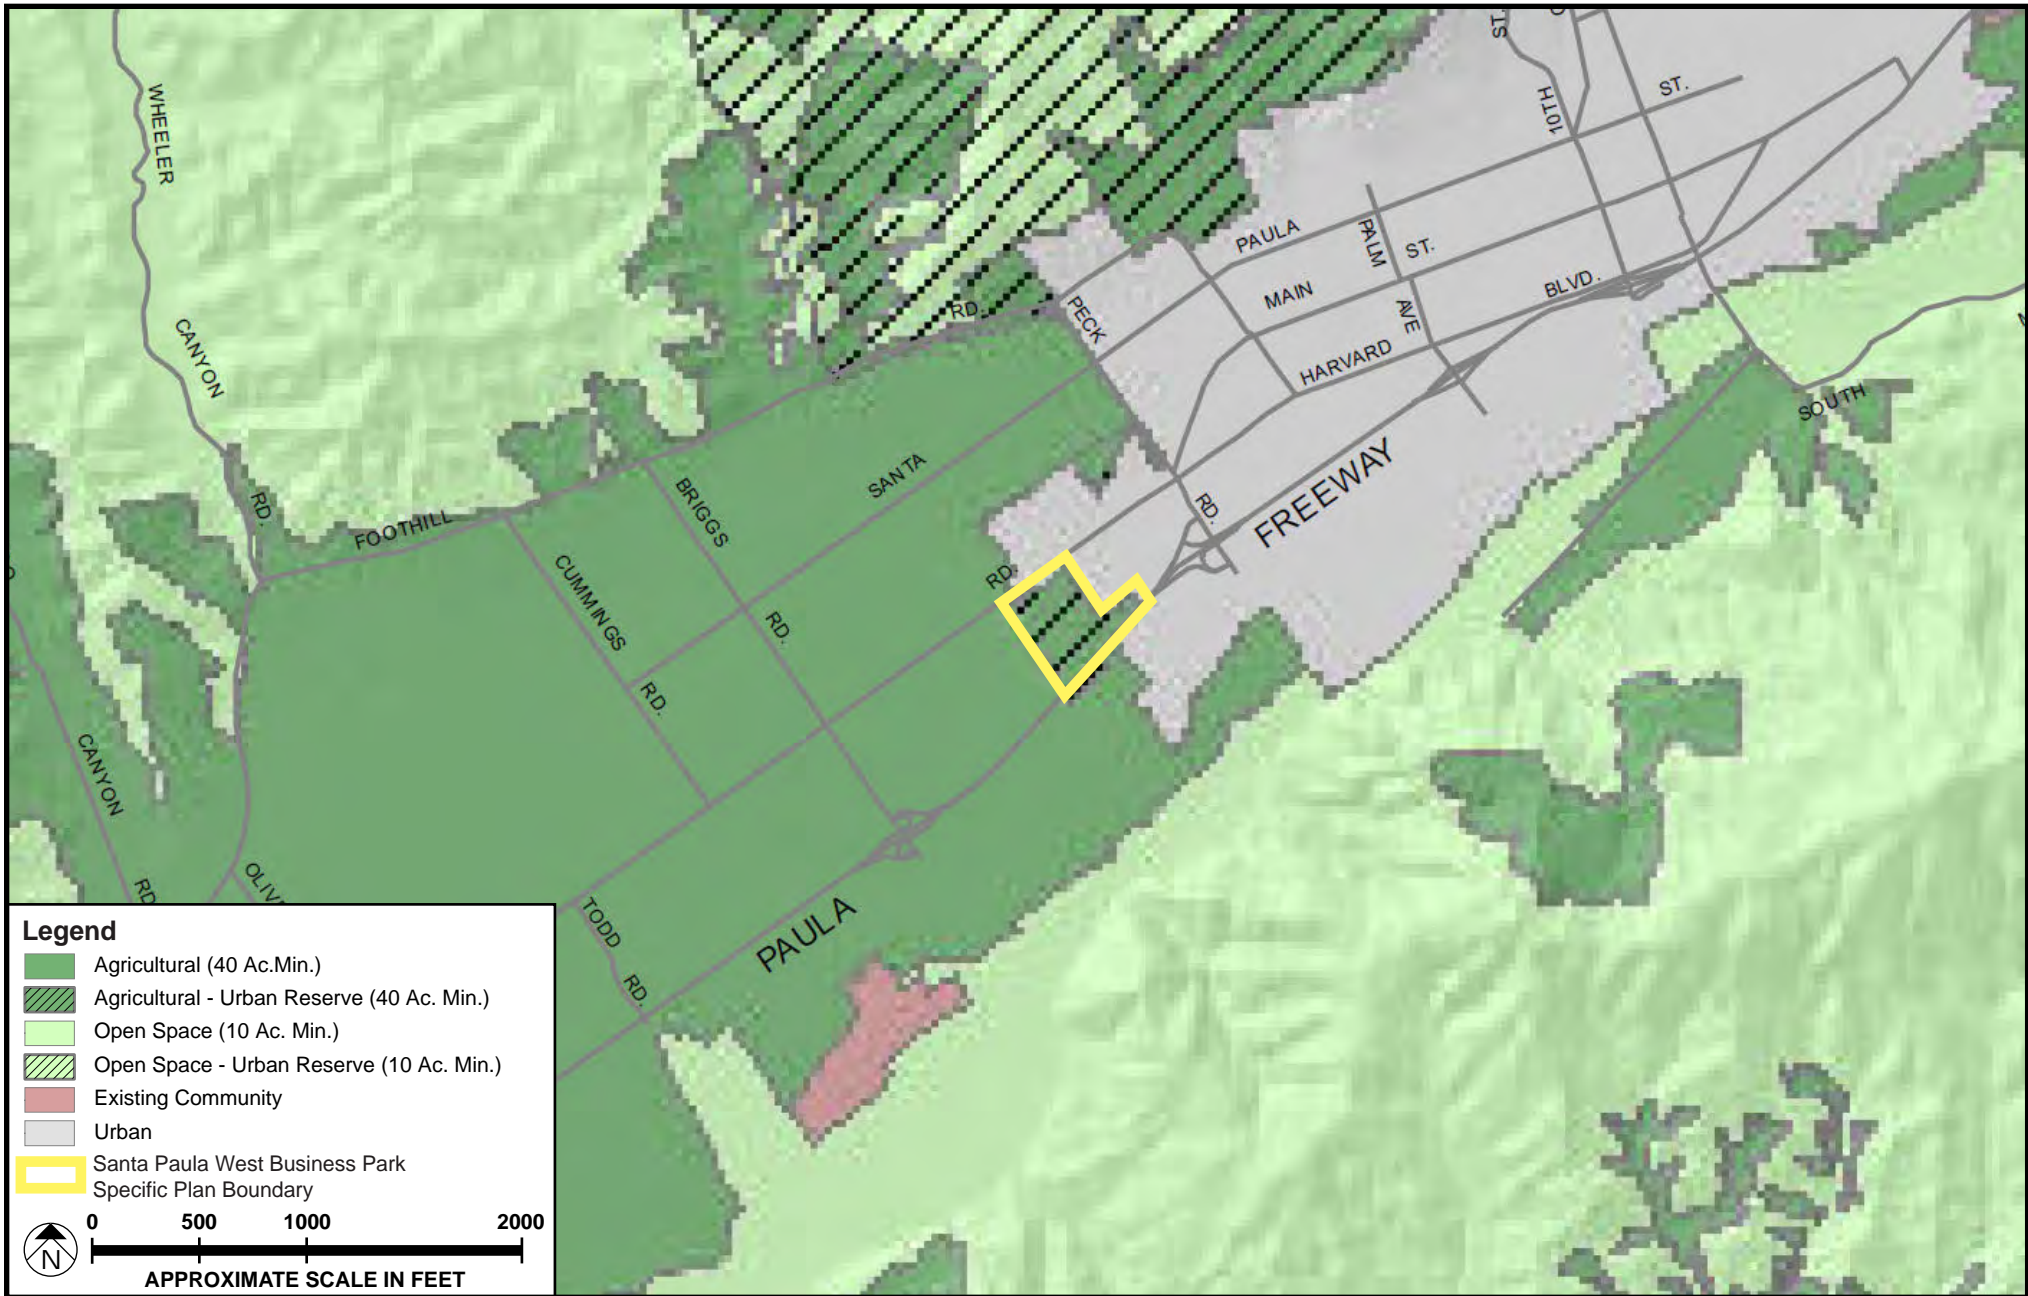 ST.
10TH
ST.
WHEELER
CANYON
RD.
PAULA
PALM
ST.
MAIN
AVE
BLVD.
HARVARD
RD.
PECK
SOUTH
FREEWAY
RD.
SANTA
BRIGGS
RD.
FOOTHILL
CUMMINGS
RD.
RD.
CANYON
RD
TODD
RD.
PAULA
Legend
Agricultural (40 Ac.Min.)
Agricultural - Urban Reserve (40 Ac. Min.)
Open Space (10 Ac. Min.)
Open Space - Urban Reserve (10 Ac. Min.)
Existing Community
Urban
Santa Paula West Business Park
Specific Plan Boundary
0 500 1000 2000
N
APPROXIMATE SCALE IN FEET